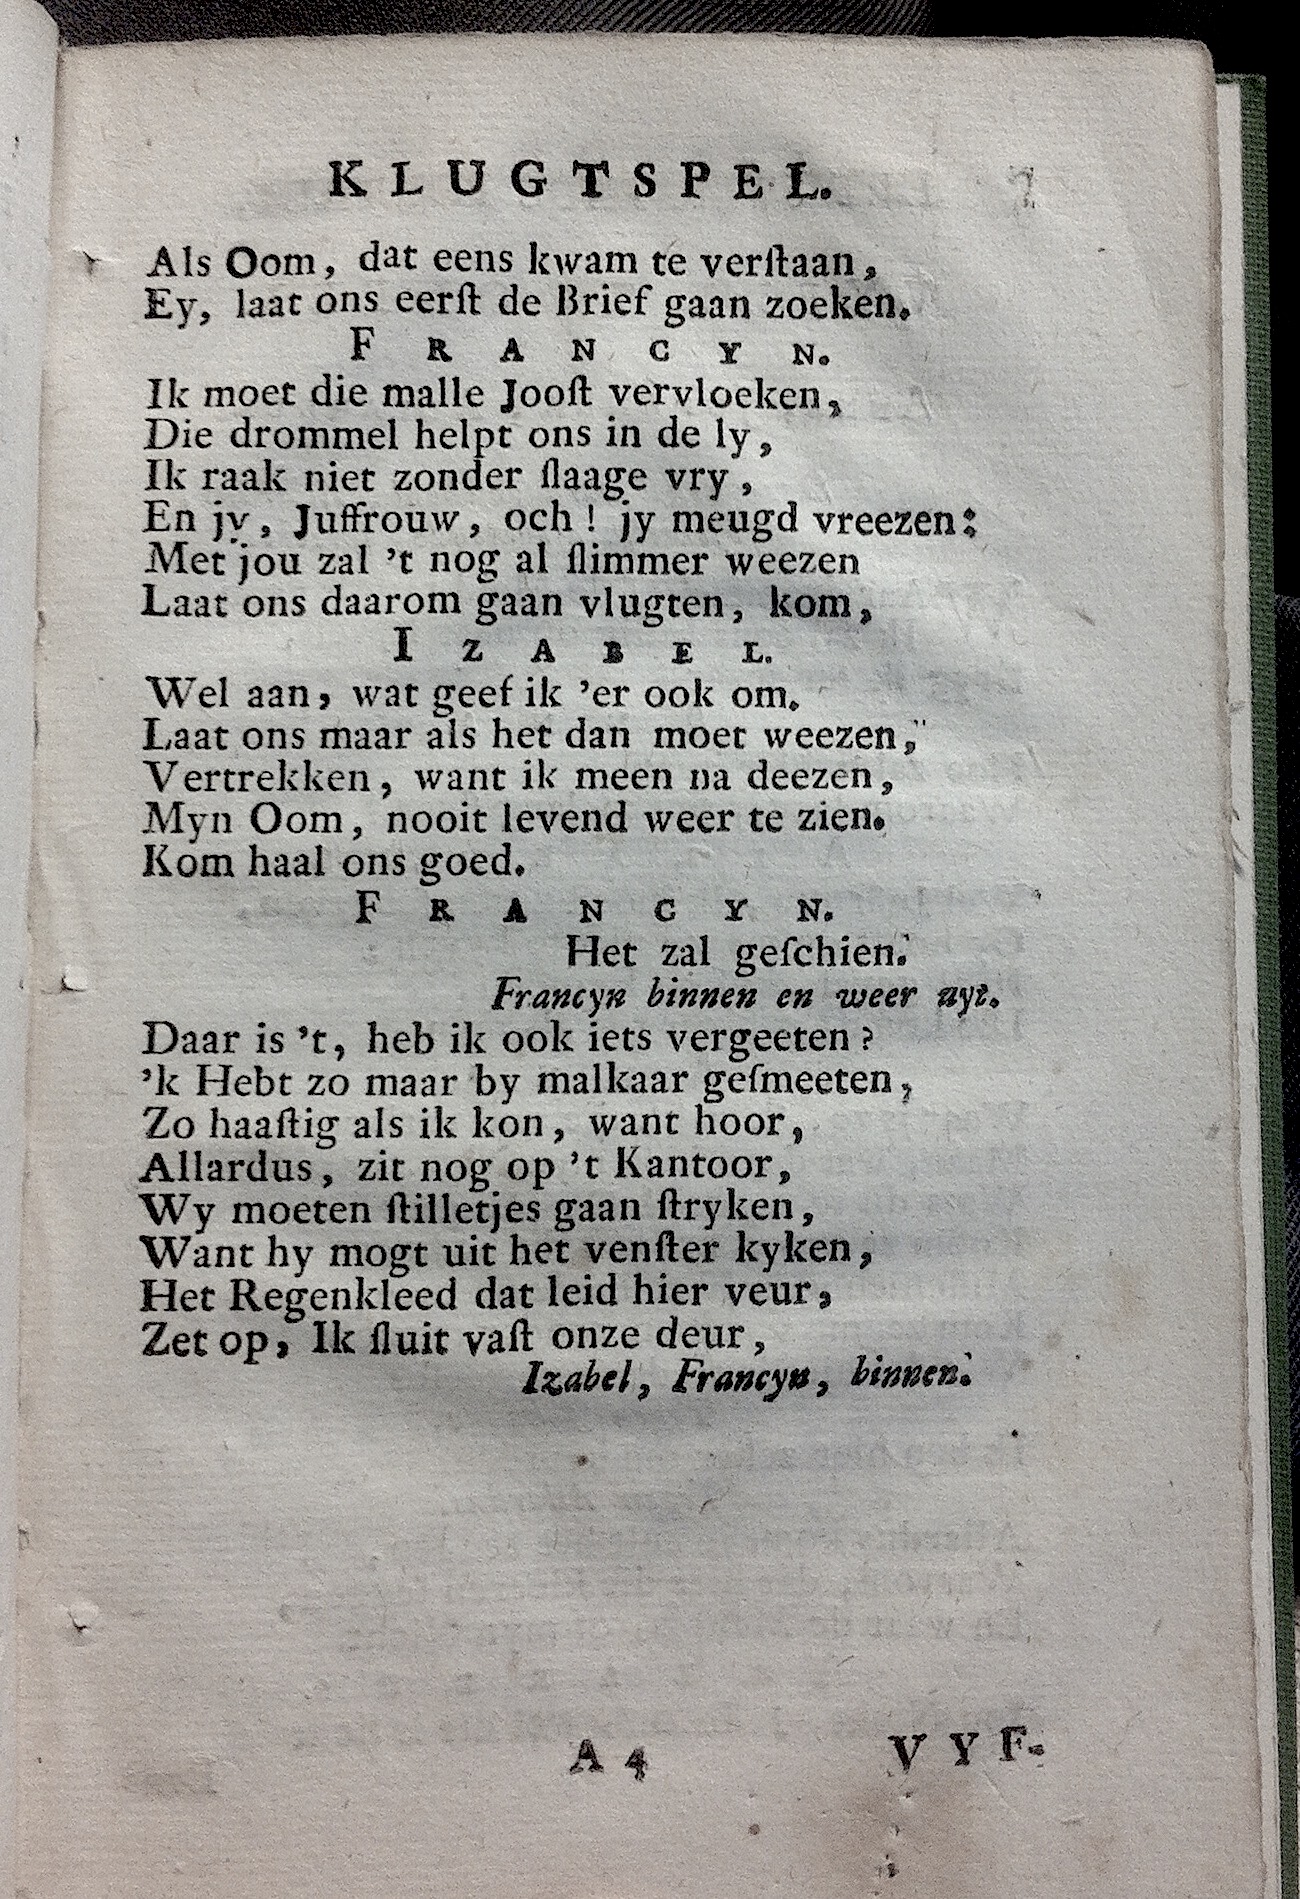 KLUGTSPEL. 7
Als Oom, dat eens kwam te verſtaan,
Ey, laat ons eerſt de Brief gaan zoeken.
FRANCYN.
Ik moet die malle Jooſt vervloeken,
Die drommel helpt ons in de ly,
Ik raak niet zonder ſlaage vry,
En jy, Juffrouw, och! jy meugd vreezen:
Met jou zal 't nog al ſlimmer weezen
Laat ons daarom gaan vlugten, kom,
IZABEL.
Wel aan, wat geef ik 'er ook om.
Laat ons maar als het dan moet weezen,
Vertrekken, want ik meen na deezen,
Myn Oom, nooit levend weer te zien.
Kom haal ons goed.
FRANCYN.
Het zal geſchien.
Francyn binnen en weer uyt.
Daar is 't, heb ik ook iets vergeeten?
'k Hebt zo maar by malkaar geſmeeten,
Zo haaſtig als ik kon, want hoor,
Allardus, zit nog op 't Kantoor,
Wy moeten ſtilletjes gaan ſtryken,
Want hy mogt uit het venſter kyken,
Het Regenkleed dat leid hier veur,
Zet op, Ik ſluit vaſt onze deur,
Izabel, Francyn, binnen.
A 4 VYF-